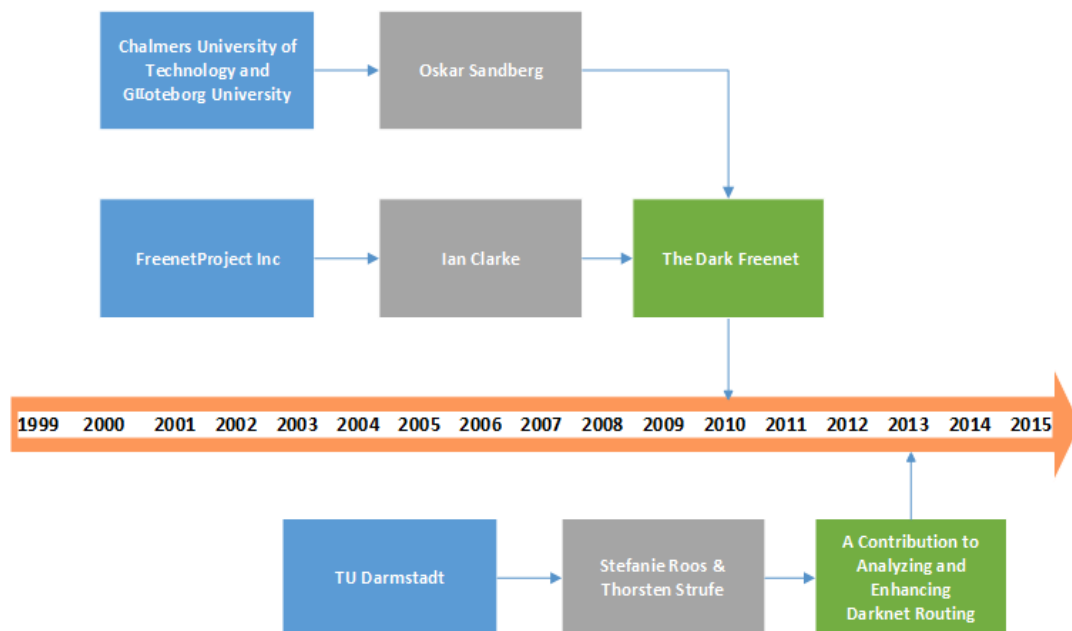 Chalmers University of
Technology and
G¶¶oteborg University
Oskar Sandberg
FreenetProject Inc
Ian Clarke
The Dark Freenet
1999 2000 2001 2002 2003 2004 2005 2006 2007 2008 2009 2010 2011 2012 2013 2014 2015
TU Darmstadt
Stefanie Roos &
Thorsten Strufe
A Contribution to
Analyzing and
Enhancing
Darknet Routing